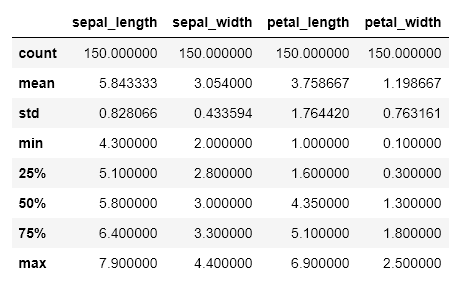 sepal_length sepal_width petal_length petal_width
count 150.000000 150.000000 150.000000 150.000000
mean 5.843333 3.054000 3.758667 1.198667
std 0.828066 0.433594 1.764420 0.763161
min 4.300000 2.000000 1.000000 0.100000
25% 5.100000 2.800000 1.600000 0.300000
50% 5.800000 3.000000 4.350000 1.300000
75% 6.400000 3.300000 5.100000 1.800000
max 7.900000 4.400000 6.900000 2.500000